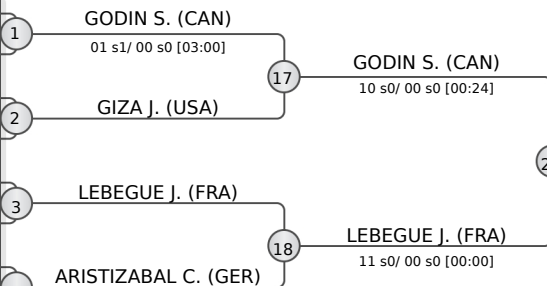 GODIN S. (CAN)
1
01 s1/ 00 s0 [03:00]
GODIN S. (CAN)
17
10 s0/ 00 s0 [00:24]
GIZA J. (USA)
2
LEBEGUE J. (FRA)
3
LEBEGUE J. (FRA)
18
11 s0/ 00 s0 [00:00]
ARISTIZABAL C. (GER)